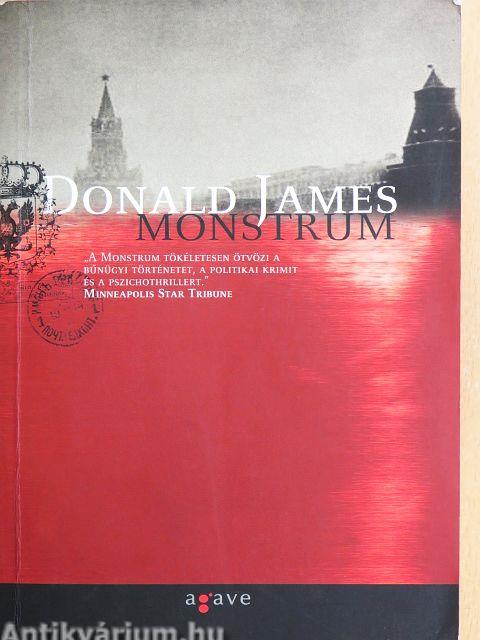 DONALD JAMES
MONSTRUM
„A MONSTRUM TÖKÉLETESEN ÖTVÖZI A
BŰNÜGYI TÖRTÉNETET, A POLITIKAI KRIMIT
ÉS A PSZICHOTHRILLERT.”
MINNEAPOLIS STAR TRIBUNE
agave
Antikvárium.hu